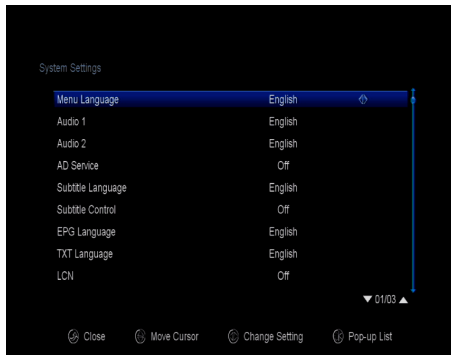 System Settings
Menu Language English
Audio 1 English
Audio 2 English
AD Service Off
Subtitle Language English
Subtitle Control Off
EPG Language English
TXT Language English
LCN Off
▼ 01/03 ▲
Close Move Cursor Change Setting Pop-up List